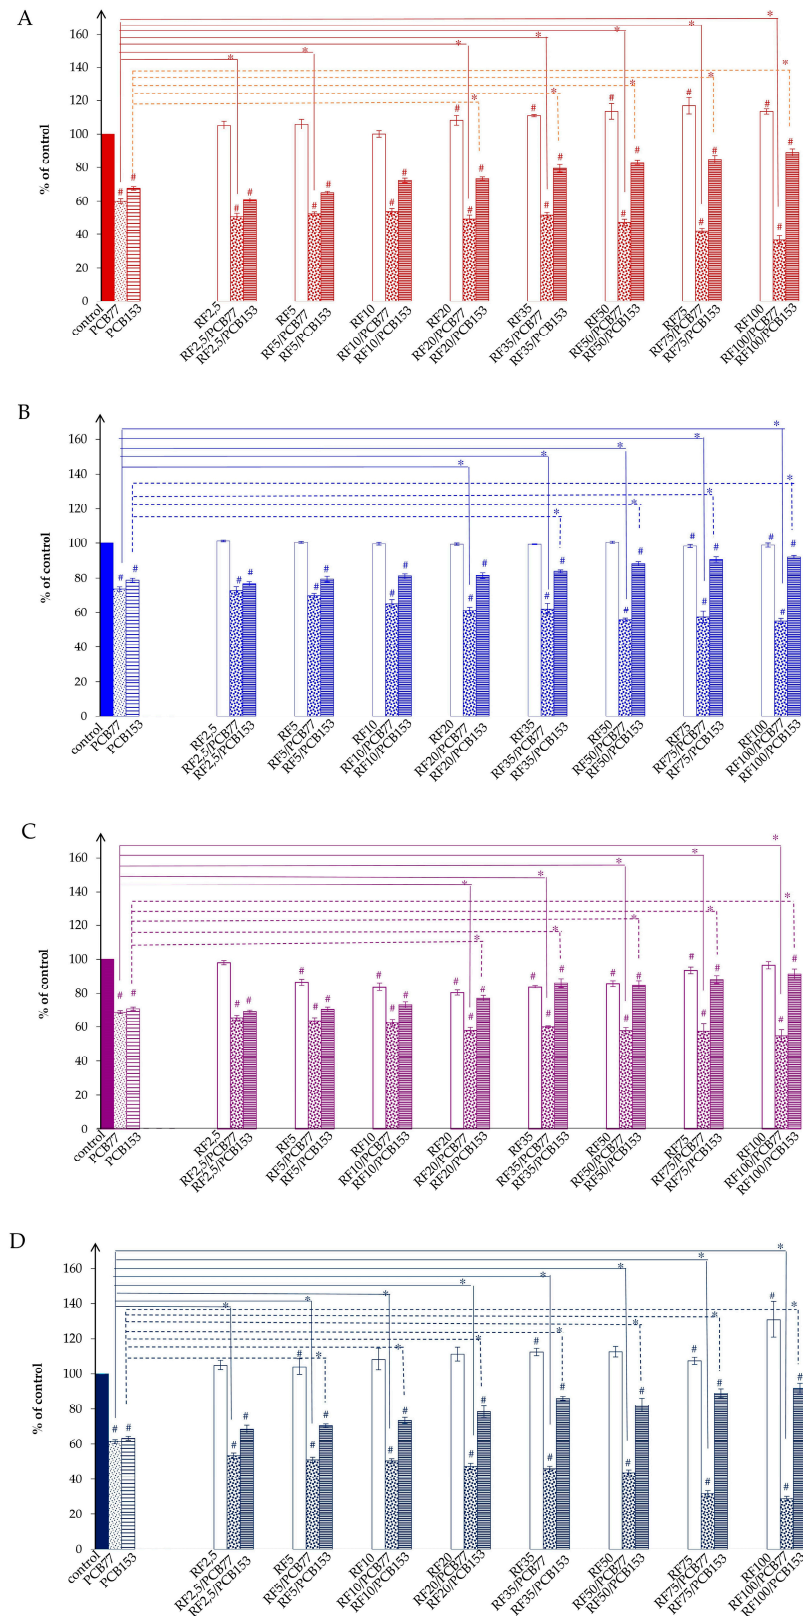 A
% of control
160
140
120
100
80
60
40
20
0
control
PCB77
PCB153
RF2,5
RF2,5/PCB77
RF2,5/PCB153
RF5
RF5/PCB77
RF5/PCB153
RF10
RF10/PCB77
RF10/PCB153
RF20
RF20/PCB77
RF20/PCB153
RF35
RF35/PCB77
RF35/PCB153
RF50
RF50/PCB77
RF50/PCB153
RF75
RF75/PCB77
RF75/PCB153
RF100
RF100/PCB77
RF100/PCB153
B
% of control
160
140
120
100
80
60
40
20
0
control
PCB77
PCB153
RF2,5
RF2,5/PCB77
RF2,5/PCB153
RF5
RF5/PCB77
RF5/PCB153
RF10
RF10/PCB77
RF10/PCB153
RF20
RF20/PCB77
RF20/PCB153
RF35
RF35/PCB77
RF35/PCB153
RF50
RF50/PCB77
RF50/PCB153
RF75
RF75/PCB77
RF75/PCB153
RF100
RF100/PCB77
RF100/PCB153
C
% of control
160
140
120
100
80
60
40
20
0
control
PCB77
PCB153
RF2,5
RF2,5/PCB77
RF2,5/PCB153
RF5
RF5/PCB77
RF5/PCB153
RF10
RF10/PCB77
RF10/PCB153
RF20
RF20/PCB77
RF20/PCB153
RF35
RF35/PCB77
RF35/PCB153
RF50
RF50/PCB77
RF50/PCB153
RF75
RF75/PCB77
RF75/PCB153
RF100
RF100/PCB77
RF100/PCB153
D
% of control
160
140
120
100
80
60
40
20
0
control
PCB77
PCB153
RF2,5
RF2,5/PCB77
RF2,5/PCB153
RF5
RF5/PCB77
RF5/PCB153
RF10
RF10/PCB77
RF10/PCB153
RF20
RF20/PCB77
RF20/PCB153
RF35
RF35/PCB77
RF35/PCB153
RF50
RF50/PCB77
RF50/PCB153
RF75
RF75/PCB77
RF75/PCB153
RF100
RF100/PCB77
RF100/PCB153